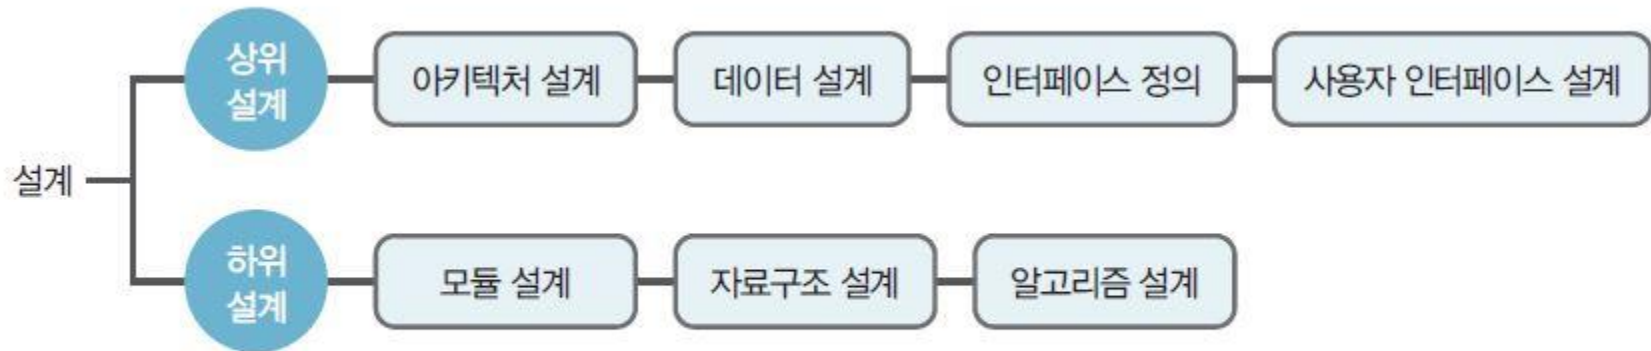 상위
설계
아키텍처 설계
데이터 설계
인터페이스 정의
사용자 인터페이스 설계
설계
하위
설계
모듈 설계
자료구조 설계
알고리즘 설계